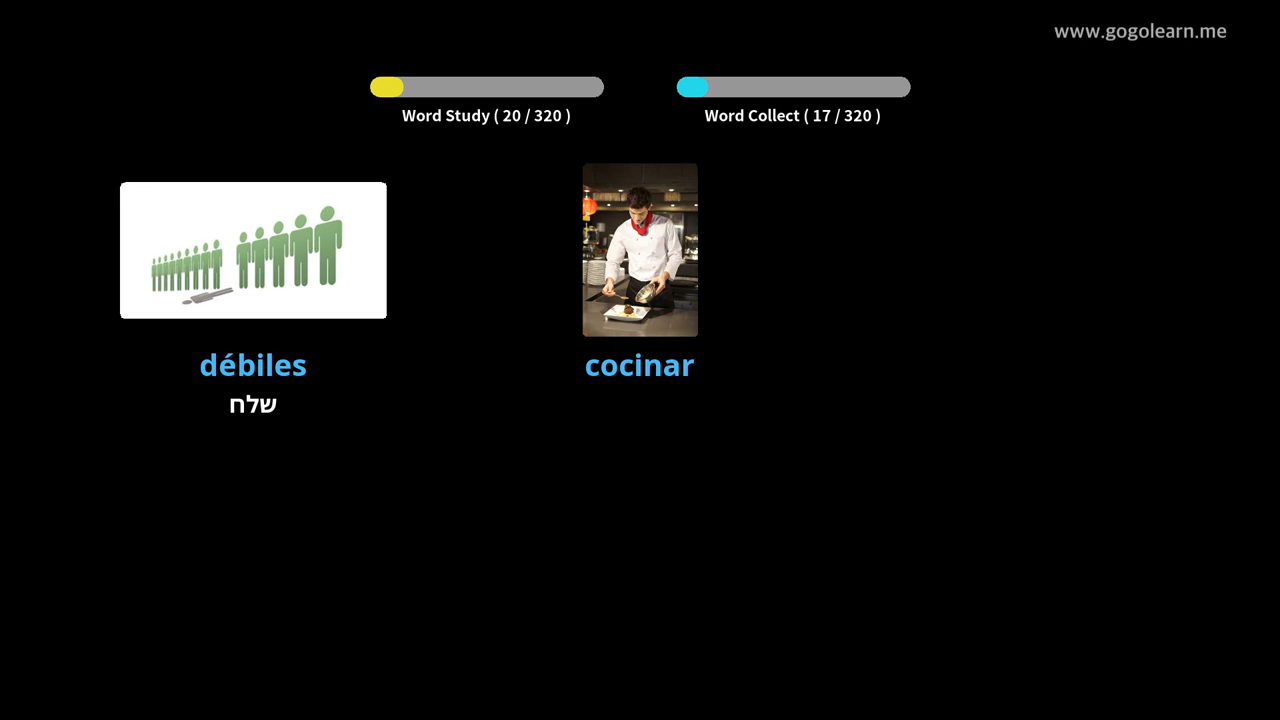 www.gogolearn.me
Word Study ( 20 / 320 )
Word Collect ( 17 / 320 )
débiles
שלח
cocinar